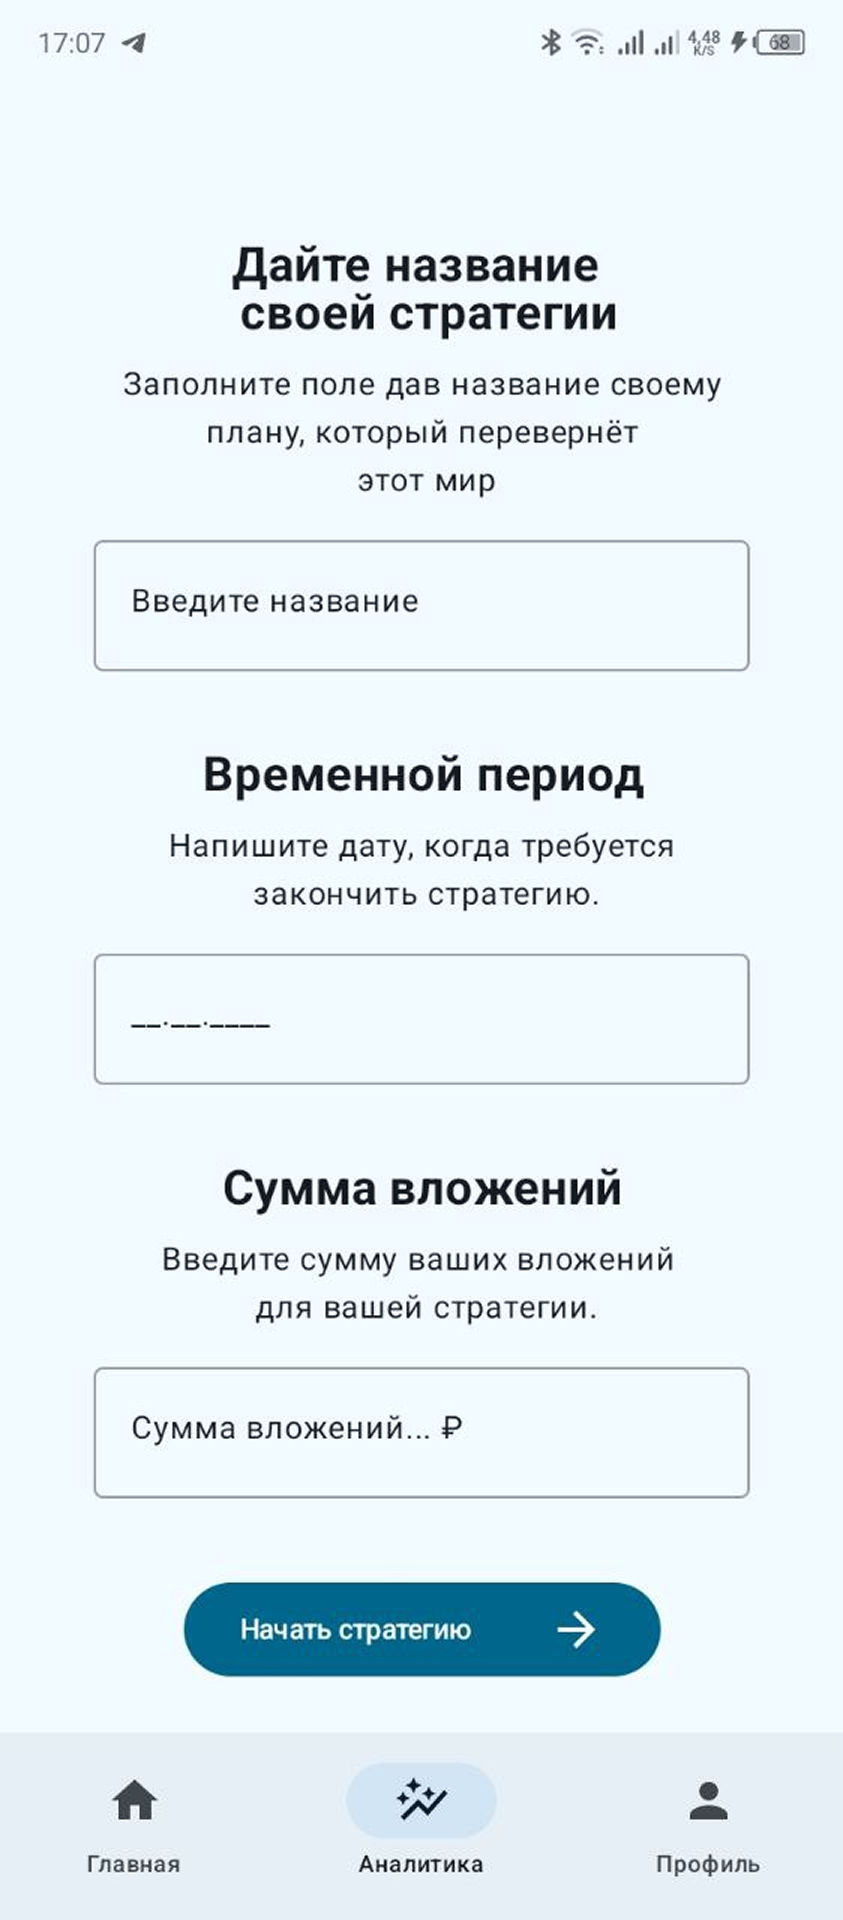 17:07
4,48
K/S
68
Дайте название
своей стратегии
Заполните поле дав название своему
плану, который перевернёт
этот мир
Введите название
Временной период
Напишите дату, когда требуется
закончить стратегию.
__.__.____
Сумма вложений
Введите сумму ваших вложений
для вашей стратегии.
Сумма вложений... ₽
Начать стратегию
Главная
Аналитика
Профиль